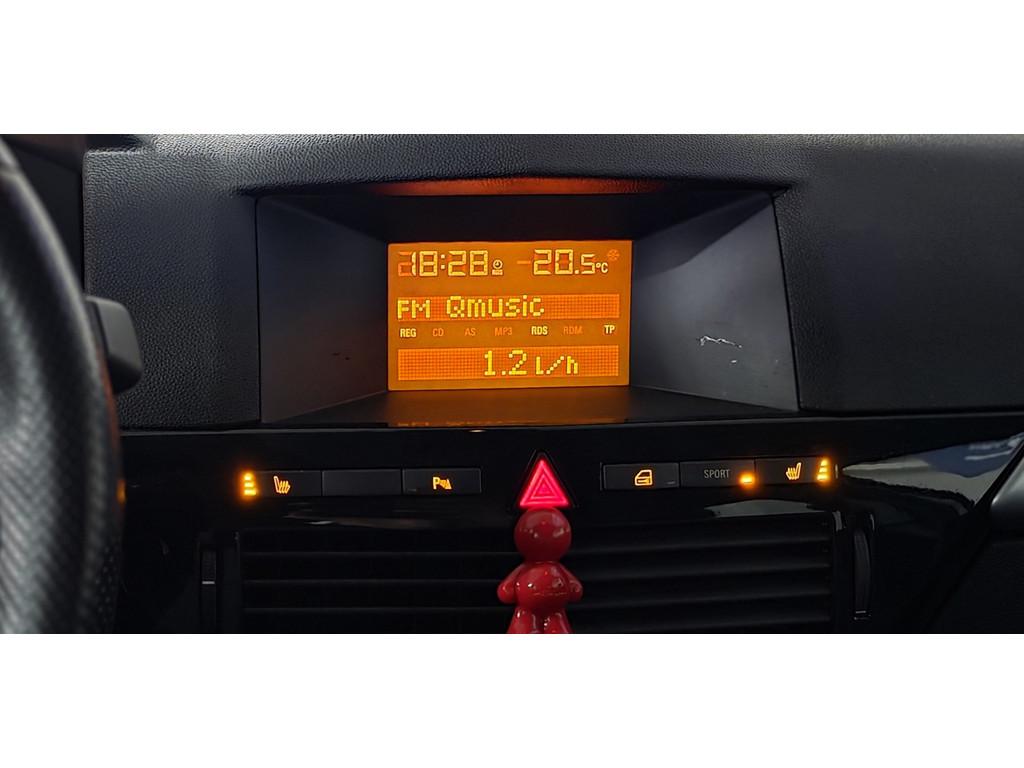 18:28 -20.5°C
FM Qmusic
REG CD AS MP3 RDS RDM TP
1.2 l/h
P SPORT